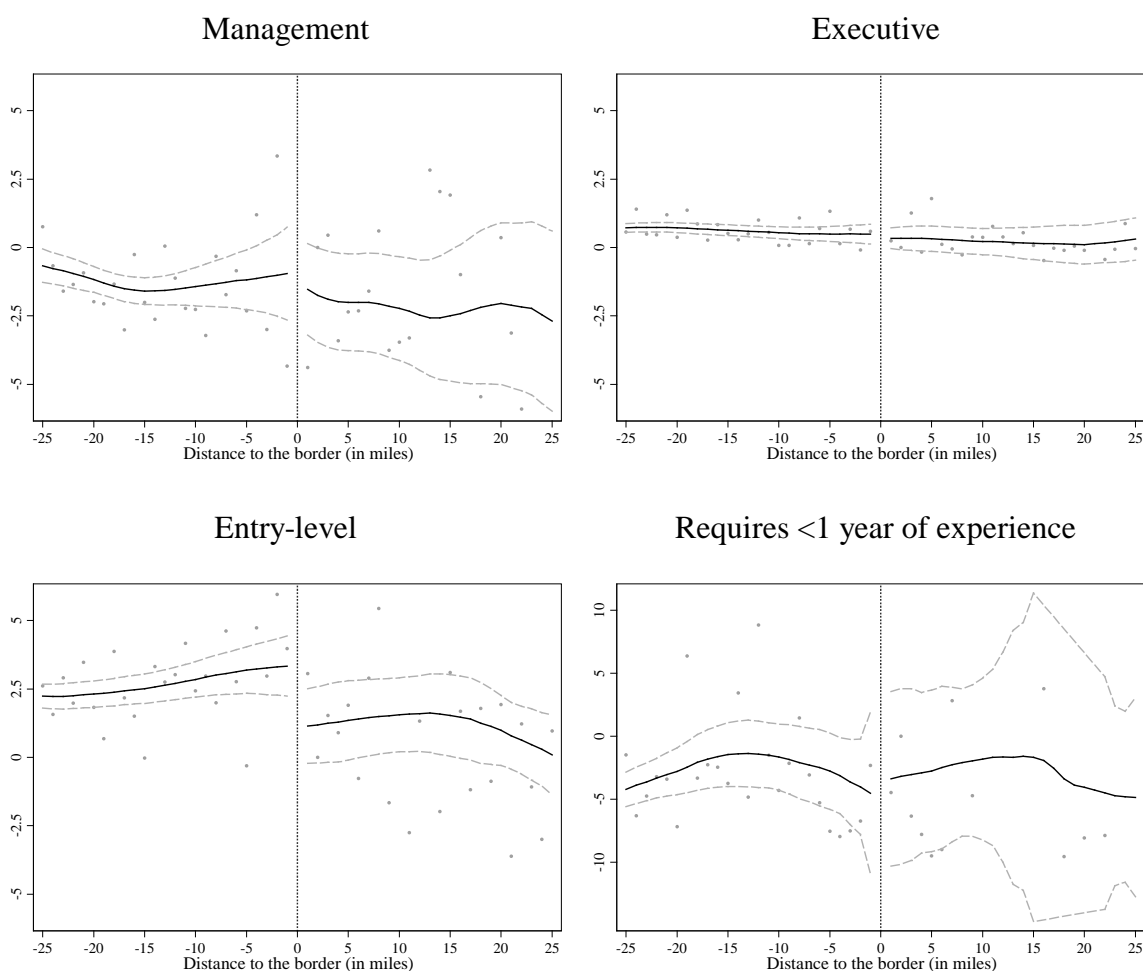 Management
Executive
5
2.5
0
-2.5
-5
-25 -20 -15 -10 -5 0 5 10 15 20 25
Distance to the border (in miles)
5
2.5
0
-2.5
-5
-25 -20 -15 -10 -5 0 5 10 15 20 25
Distance to the border (in miles)
Entry-level
Requires <1 year of experience
5
2.5
0
-2.5
-5
-25 -20 -15 -10 -5 0 5 10 15 20 25
Distance to the border (in miles)
10
5
0
-5
-10
-25 -20 -15 -10 -5 0 5 10 15 20 25
Distance to the border (in miles)